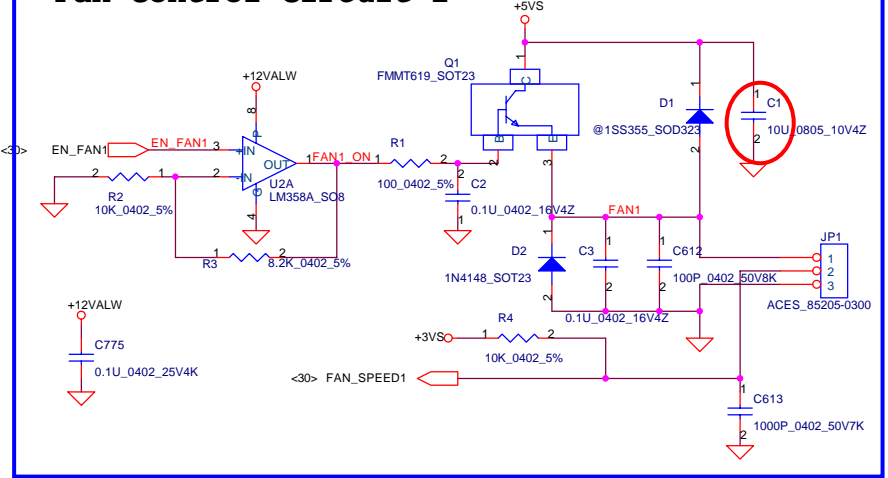 +5VS
Q1
FMMT619_SOT23
1
C
B
E
2
3
+12VALW
8
P
<30>
EN_FAN1
EN_FAN1
3
+IN
2
-IN
OUT
1
FAN1_ON
G
4
U2A
LM358A_SO8
R1
1
2
100_0402_5%
2
C2
1
0.1U_0402_16V4Z
2
1
R2
10K_0402_5%
1
2
R3
8.2K_0402_5%
1
D1
@1SS355_SOD323
2
1
C1
10U_0805_10V4Z
2
FAN1
1
D2
1N4148_SOT23
2
1
C3
2
0.1U_0402_16V4Z
1
C612
100P_0402_50V8K
2
JP1
1
2
3
ACES_85205-0300
+12VALW
C775
0.1U_0402_25V4K
+3VS
1
R4
2
10K_0402_5%
<30>
FAN_SPEED1
1
C613
1000P_0402_50V7K
2